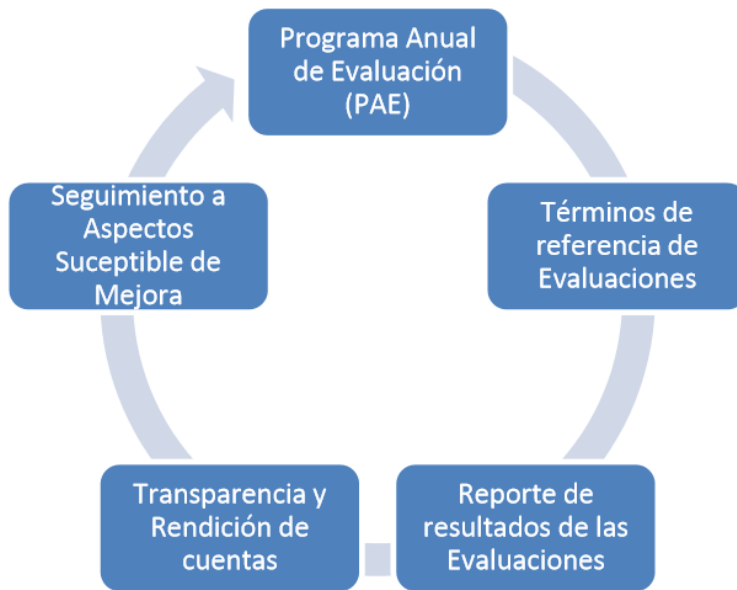 Programa Anual
de Evaluación
(PAE)
Términos de
referencia de
Evaluaciones
Reporte de
resultados de las
Evaluaciones
Transparencia y
Rendición de
cuentas
Seguimiento a
Aspectos
Suceptible de
Mejora